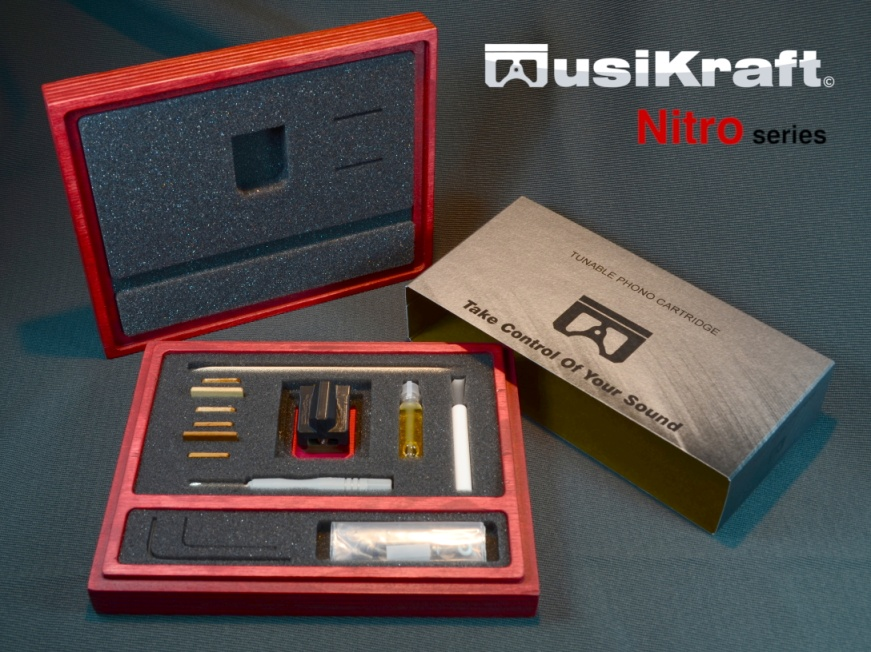 MusiKraft©
Nitro series
TUNABLE PHONO CARTRIDGE
Take Control Of Your Sound